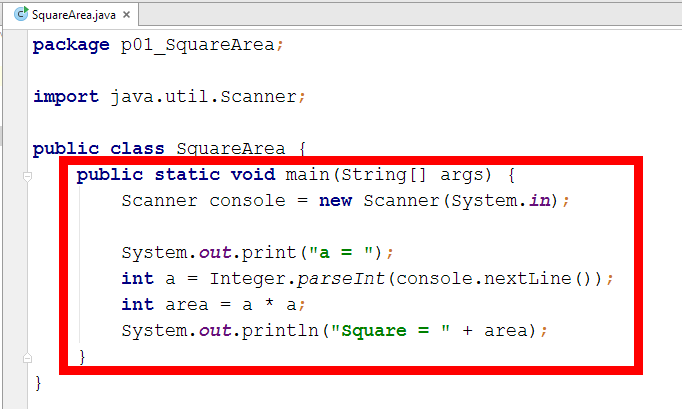 SquareArea.java ×
package p01_SquareArea;
import java.util.Scanner;
public class SquareArea {
public static void main(String[] args) {
Scanner console = new Scanner(System.in);
System.out.print("a = ");
int a = Integer.parseInt(console.nextLine());
int area = a * a;
System.out.println("Square = " + area);
}
}